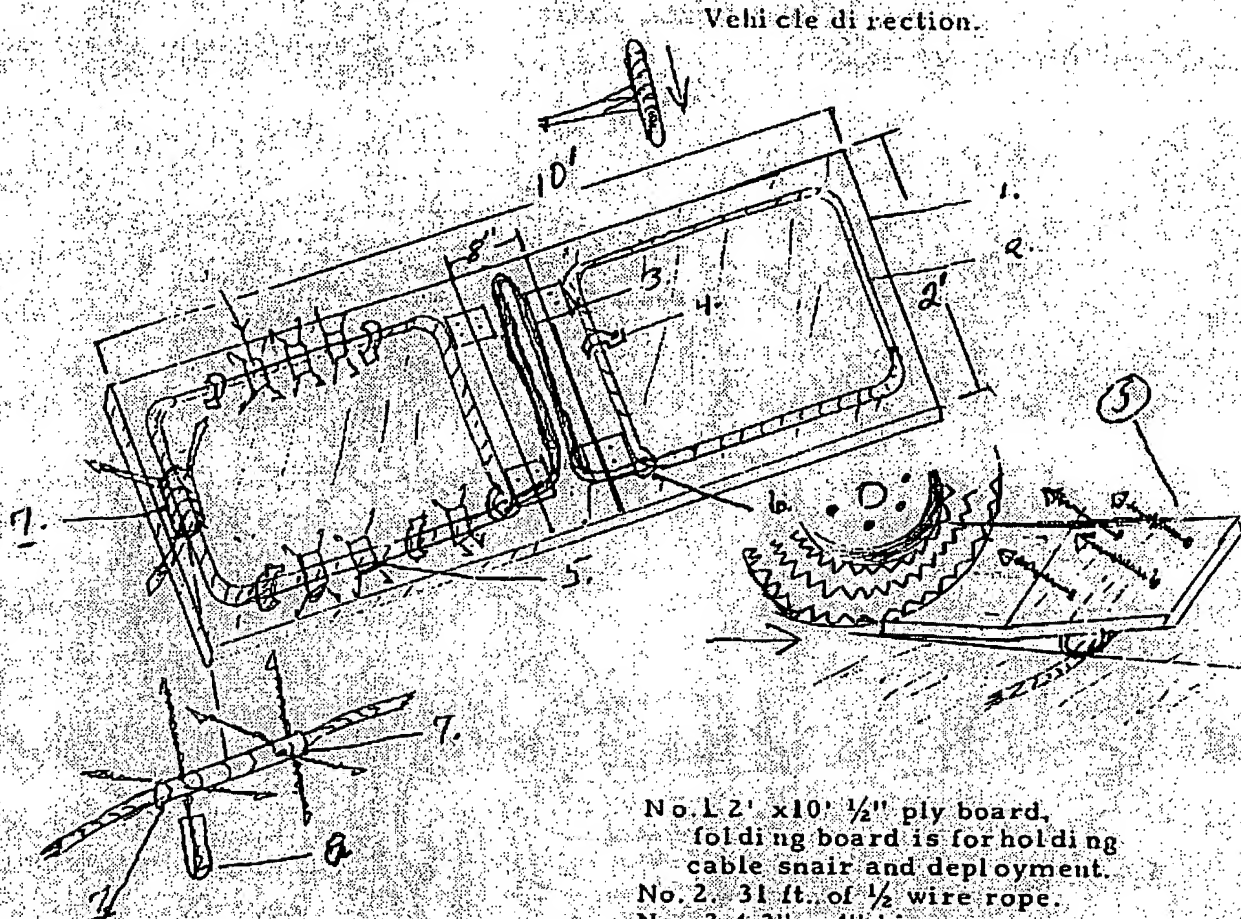 Vehicle direction.
10'
8"
1.
2.
3
4.
2'
5
7.
6.
5.
7.
8
7
No.1. 2' x10' ½" ply board,
folding board is for holding
cable snair and deployment.
No. 2. 31 ft. of ½ wire rope.